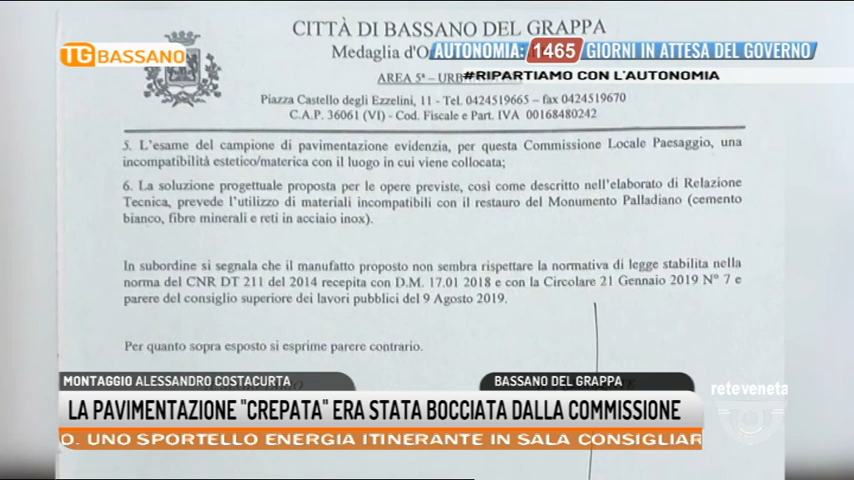 CITTÀ DI BASSANO DEL GRAPPA
TG BASSANO
Medaglia d'O
AUTONOMIA: 1465 GIORNI IN ATTESA DEL GOVERNO
#RIPARTIAMO CON L'AUTONOMIA
AREA 5ª - URB
Piazza Castello degli Ezzelini, 11 - Tel. 0424519665 – fax 0424519670
C.A.P. 36061 (VI) - Cod. Fiscale e Part. IVA 00168480242
5. L'esame del campione di pavimentazione evidenzia, per questa Commissione Locale Paesaggio, una
incompatibilità estetico/materica con il luogo in cui viene collocata;
6. La soluzione progettuale proposta per le opere previste, così come descritto nell'elaborato di Relazione
Tecnica, prevede l'utilizzo di materiali incompatibili con il restauro del Monumento Palladiano (cemento
bianco, fibre minerali e reti in acciaio inox).
In subordine si segnala che il manufatto proposto non sembra rispettare la normativa di legge stabilita nella
norma del CNR DT 211 del 2014 recepita con D.M. 17.01 2018 e con la Circolare 21 Gennaio 2019 N° 7 e
parere del consiglio superiore dei lavori pubblici del 9 Agosto 2019.
Per quanto sopra esposto si esprime parere contrario.
MONTAGGIO ALESSANDRO COSTACURTA
BASSANO DEL GRAPPA
reteveneta
LA PAVIMENTAZIONE "CREPATA" ERA STATA BOCCIATA DALLA COMMISSIONE
O. UNO SPORTELLO ENERGIA ITINERANTE IN SALA CONSIGLIAR